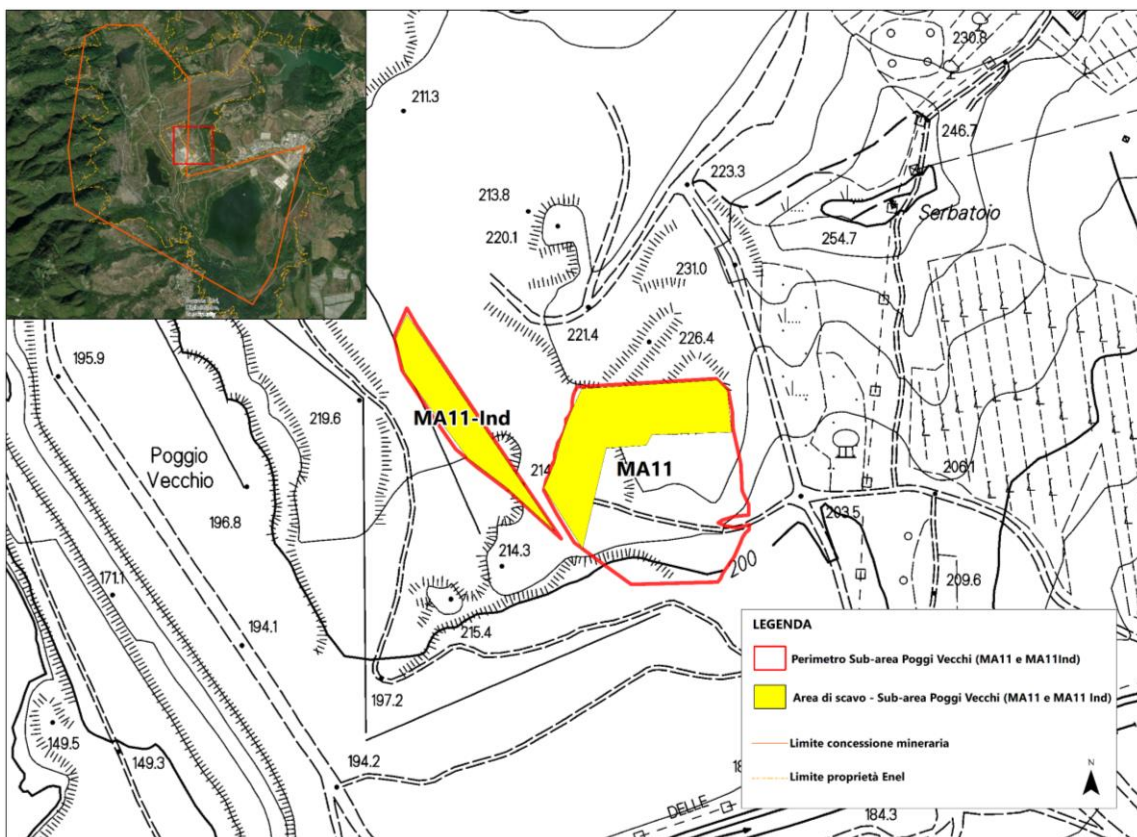 230.8
211.3
246.7
223.3
213.8
220.1
Serbatoio
254.7
231.0
221.4
226.4
195.9
219.6
MA11-Ind
Poggio
Vecchio
MA11
206.1
196.8
203.5
214.3
200
171.1
209.6
215.4
194.1
197.2
149.5
149.3
194.2
DELLE
184.3
LEGENDA
Perimetro Sub-area Poggi Vecchi (MA11 e MA11Ind)
Area di scavo - Sub-area Poggi Vecchi (MA11 e MA11 Ind)
Limite concessione mineraria
Limite proprietà Enel
N